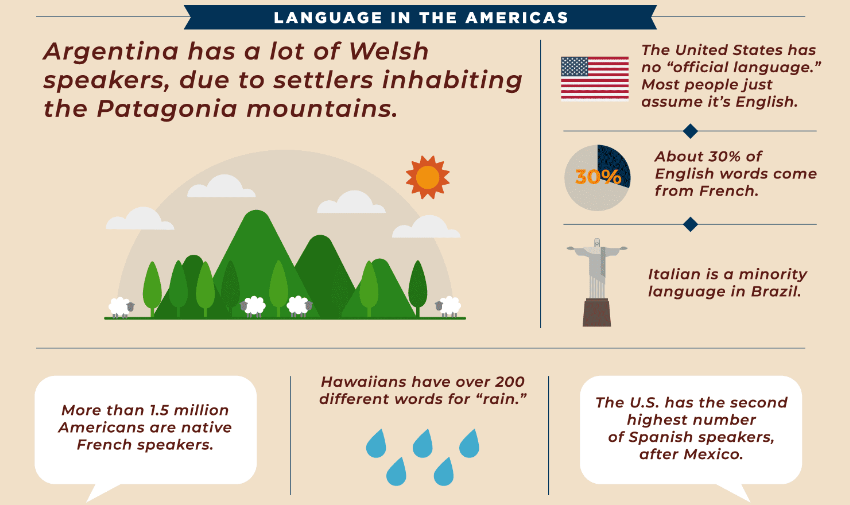 LANGUAGE IN THE AMERICAS
Argentina has a lot of Welsh
speakers, due to settlers inhabiting
the Patagonia mountains.
The United States has
no “official language.”
Most people just
assume it’s English.
30%
About 30% of
English words come
from French.
Italian is a minority
language in Brazil.
More than 1.5 million
Americans are native
French speakers.
Hawaiians have over 200
different words for “rain.”
The U.S. has the second
highest number
of Spanish speakers,
after Mexico.